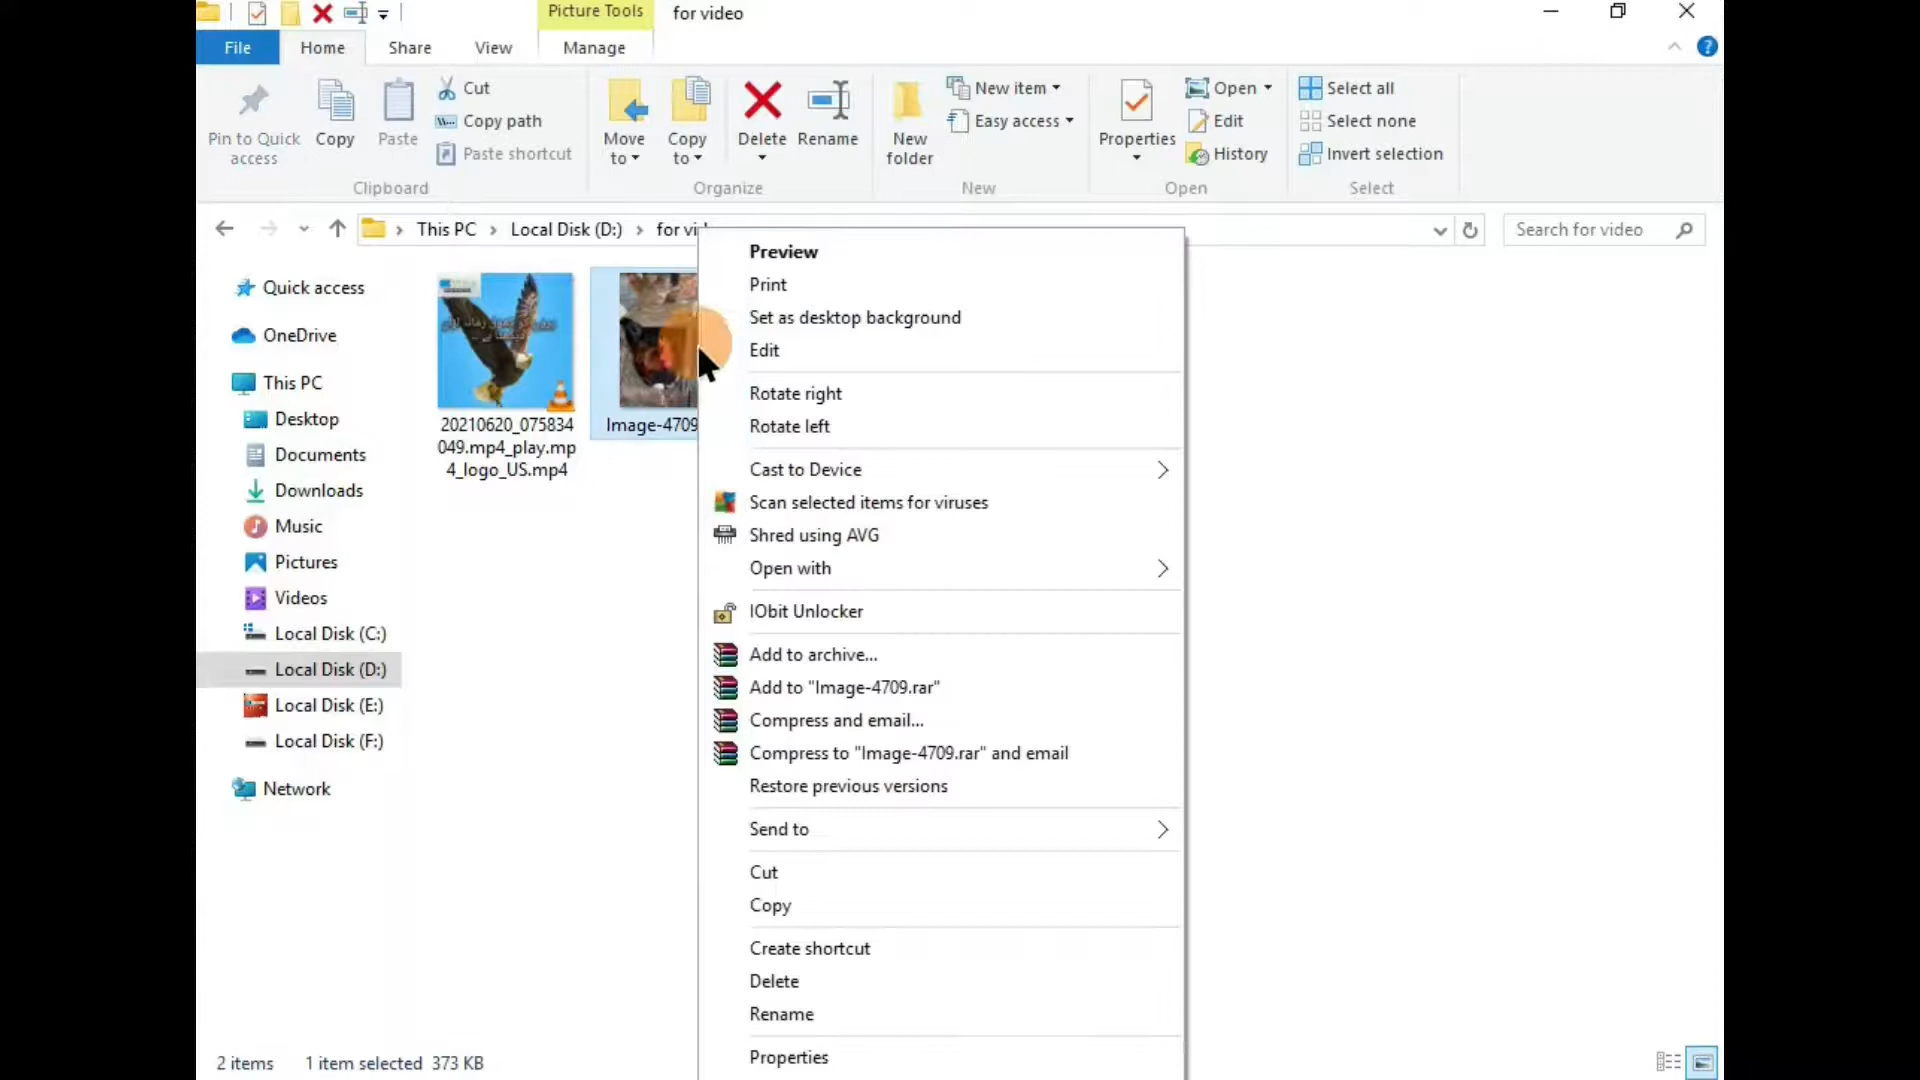 Picture Tools
for video
File
Home
Share
View
Manage
Pin to Quick
access
Copy
Paste
Cut
Copy path
Paste shortcut
Clipboard
Move
to
Copy
to
Delete
Rename
Organize
New
folder
New item
Easy access
New
Properties
Open
Edit
History
Open
Select all
Select none
Invert selection
Select
This PC
Local Disk (D:)
Search for video
Quick access
OneDrive
This PC
Desktop
Documents
Downloads
Music
Pictures
Videos
Local Disk (C:)
Local Disk (D:)
Local Disk (E:)
Local Disk (F:)
Network
20210620_075834
049.mp4_play.mp
4_logo_US.mp4
Image-4709
Preview
Print
Set as desktop background
Edit
Rotate right
Rotate left
Cast to Device
Scan selected items for viruses
Shred using AVG
Open with
IObit Unlocker
Add to archive...
Add to "Image-4709.rar"
Compress and email...
Compress to "Image-4709.rar" and email
Restore previous versions
Send to
Cut
Copy
Create shortcut
Delete
Rename
Properties
2 items
1 item selected 373 KB